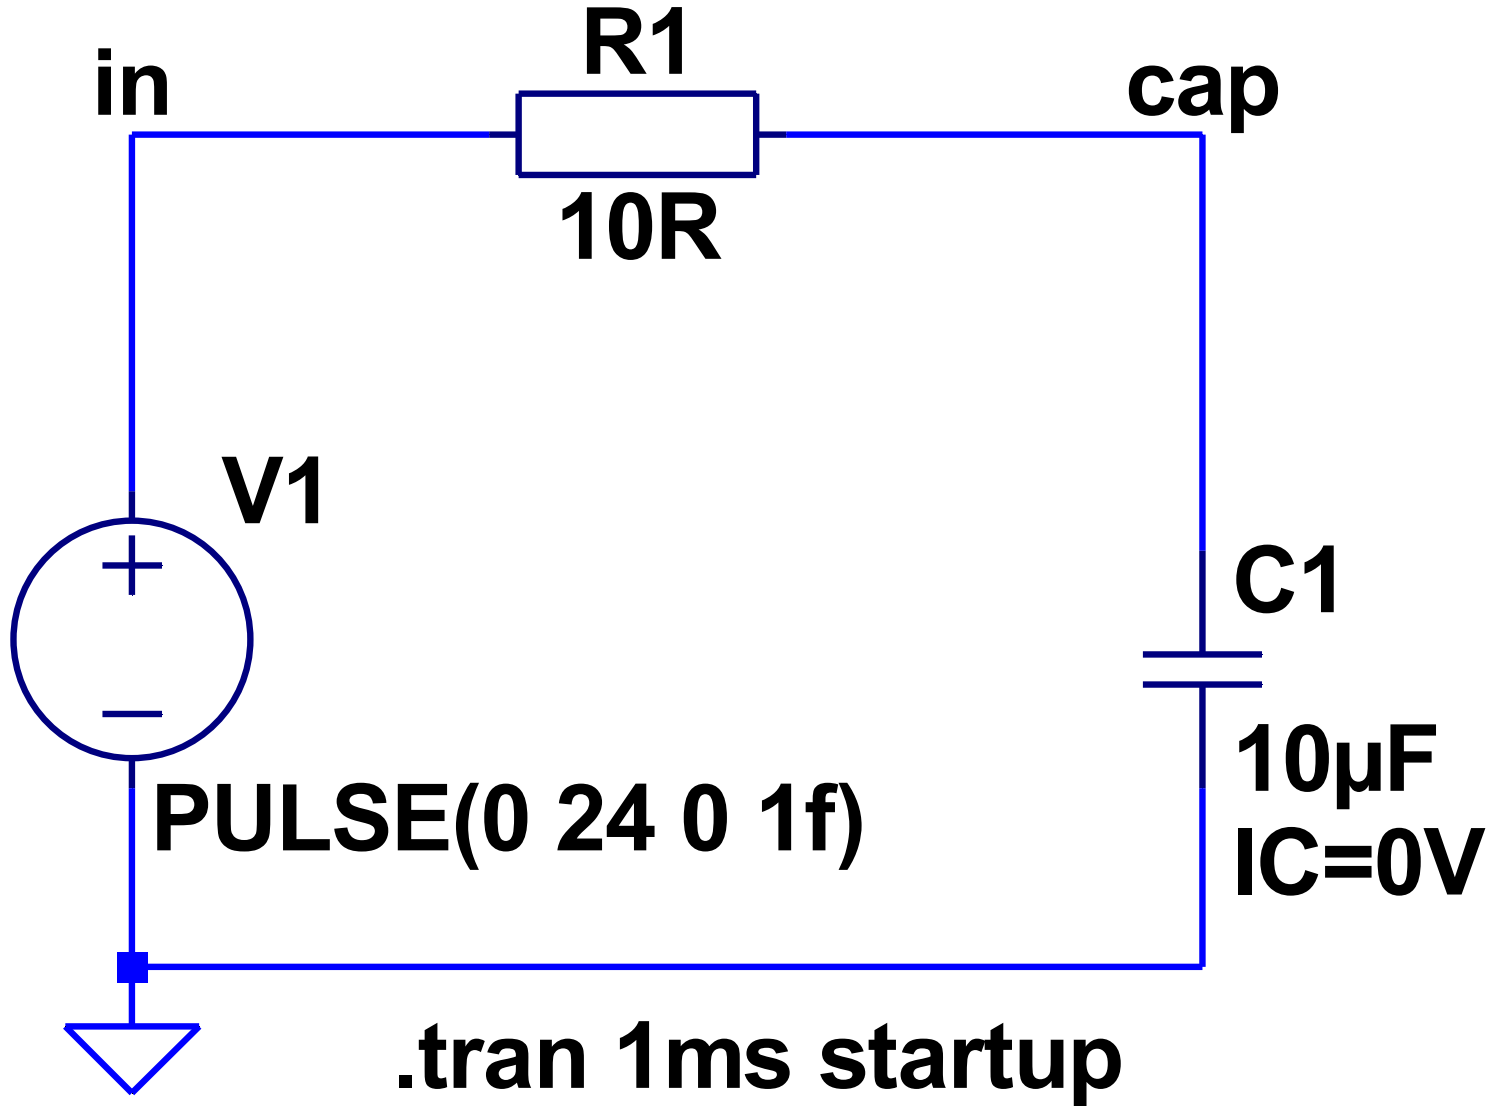 R1
in
cap
10R
V1
C1
10µF
PULSE(0 24 0 1f)
IC=0V
.tran 1ms startup